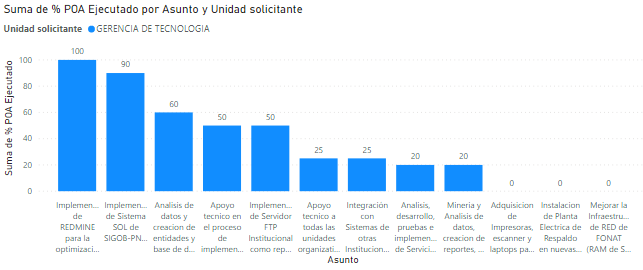 Suma de % POA Ejecutado por Asunto y Unidad solicitante
Unidad solicitante GERENCIA DE TECNOLOGIA
Suma de % POA Ejecutado
100
80
60
40
20
0
100
90
60
50
50
25
25
20
20
0
0
0
Implemen...
de
REDMINE
para la
optimizaci...
Implemen...
de Sistema
SOL de
SIGOB-PN...
Analisis de
datos y
creacion de
entidades y
base de d...
Apoyo
tecnico en
el proceso
de
implemen...
Implemen...
de Servidor
FTP
Institucional
como rep...
Apoyo
tecnico a
todas las
unidades
organizati...
Integración
con
Sistemas de
otras
Institucion...
Analisis,
desarrollo,
pruebas e
implemen...
de Servici...
Mineria y
Analisis de
datos,
creacion de
reportes, ...
Adquisicion
de
Impresoras,
escanner y
laptops pa...
Instalacion
de Planta
Electrica de
Respaldo
en nuevas...
Mejorar la
Infraestru...
de RED de
FONAT
(RAM de S...
Asunto